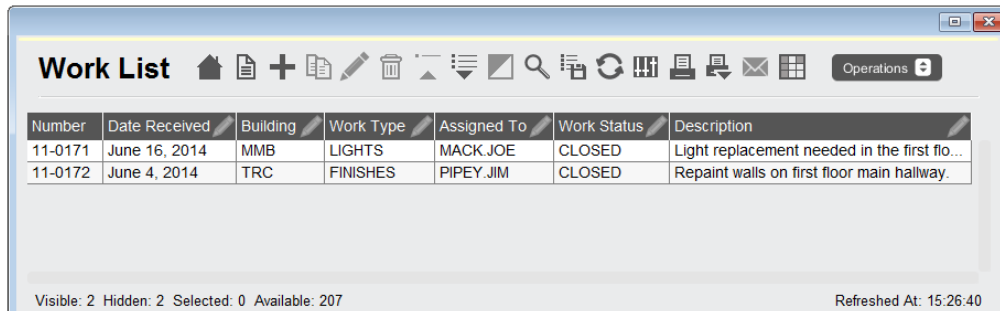 Work List Operations
Number Date Received Building Work Type Assigned To Work Status Description
11-0171 June 16, 2014 MMB LIGHTS MACK.JOE CLOSED Light replacement needed in the first flo...
11-0172 June 4, 2014 TRC FINISHES PIPEY.JIM CLOSED Repaint walls on first floor main hallway.
Visible: 2 Hidden: 2 Selected: 0 Available: 207 Refreshed At: 15:26:40